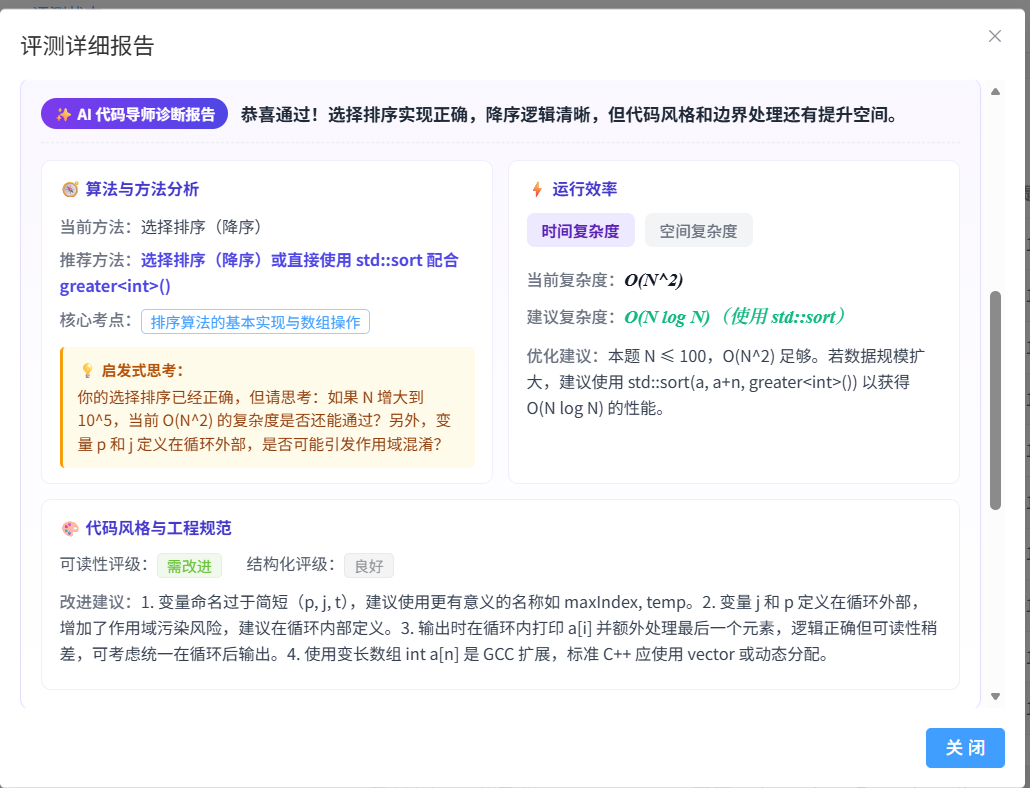 评测详细报告
AI 代码导师诊断报告 恭喜通过！选择排序实现正确，降序逻辑清晰，但代码风格和边界处理还有提升空间。
算法与方法分析
当前方法：选择排序（降序）
推荐方法：选择排序（降序）或直接使用 std::sort 配合
greater<int>()
核心考点：排序算法的基本实现与数组操作
启发式思考：
你的选择排序已经正确，但请思考：如果 N 增大到
10^5，当前 O(N^2) 的复杂度是否还能通过？另外，变
量 p 和 j 定义在循环外部，是否可能引发作用域混淆？
运行效率
时间复杂度 空间复杂度
当前复杂度：O(N^2)
建议复杂度：O(N log N)（使用 std::sort）
优化建议：本题 N ≤ 100，O(N^2) 足够。若数据规模扩
大，建议使用 std::sort(a, a+n, greater<int>()) 以获得
O(N log N) 的性能。
代码风格与工程规范
可读性评级：需改进 结构化评级：良好
改进建议：1. 变量命名过于简短（p, j, t），建议使用更有意义的名称如 maxIndex, temp。2. 变量 j 和 p 定义在循环外部，
增加了作用域污染风险，建议在循环内部定义。3. 输出时在循环内打印 a[i] 并额外处理最后一个元素，逻辑正确但可读性稍
差，可考虑统一在循环后输出。4. 使用变长数组 int a[n] 是 GCC 扩展，标准 C++ 应使用 vector 或动态分配。
关 闭